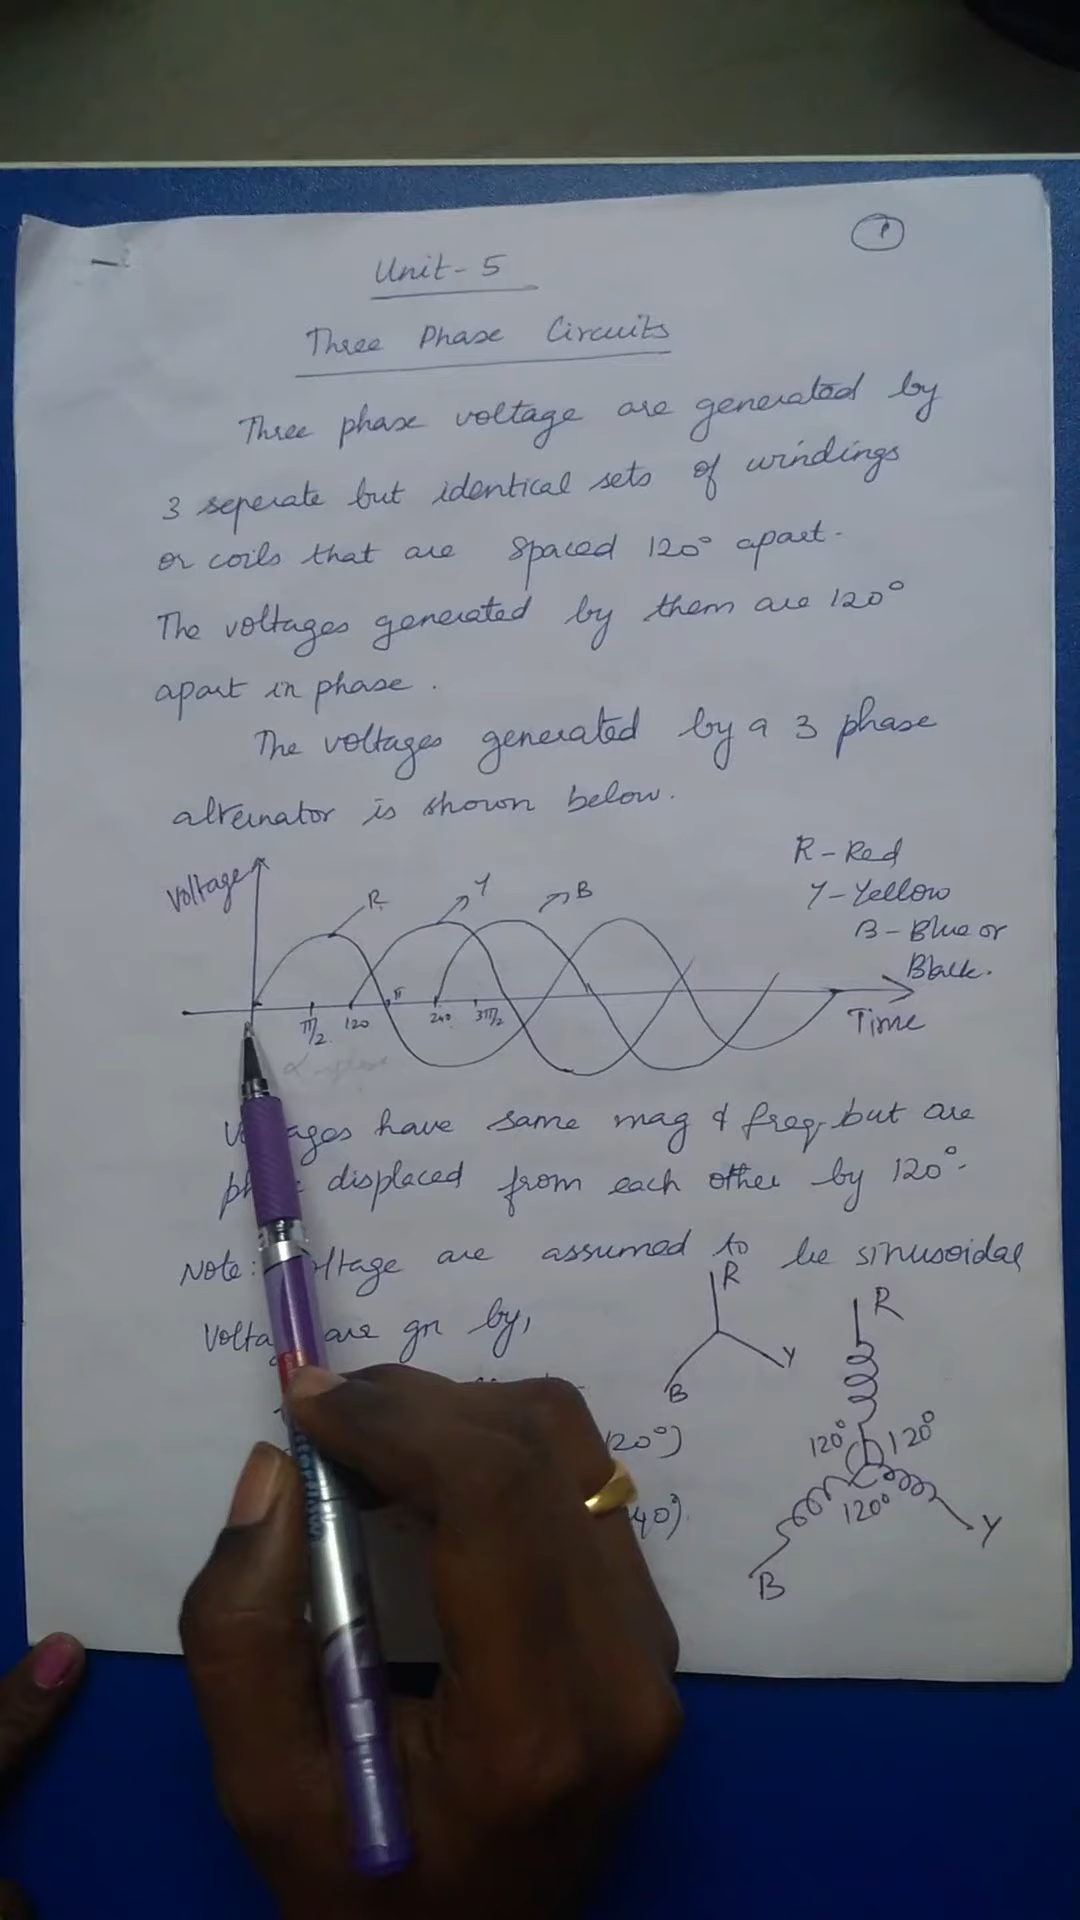 1
Unit - 5
Three Phase Circuits
Three phase voltage are generated by
3 seperate but identical sets of windings
or coils that are spaced 120° apart.
The voltages generated by them are 120°
apart in phase.
The voltages generated by a 3 phase
alternator is shown below.
Voltage
R
Y
B
R - Red
Y - Yellow
B - Blue or
Black.
π/2
120
π
240
3π/2
Time
have same mag & freq. but are
displaced from each other by 120°.
Note: are assumed to be sinusoidal
are gn by,
R
Y
B
R
120°
120°
120°
Y
B
120°)
40°)